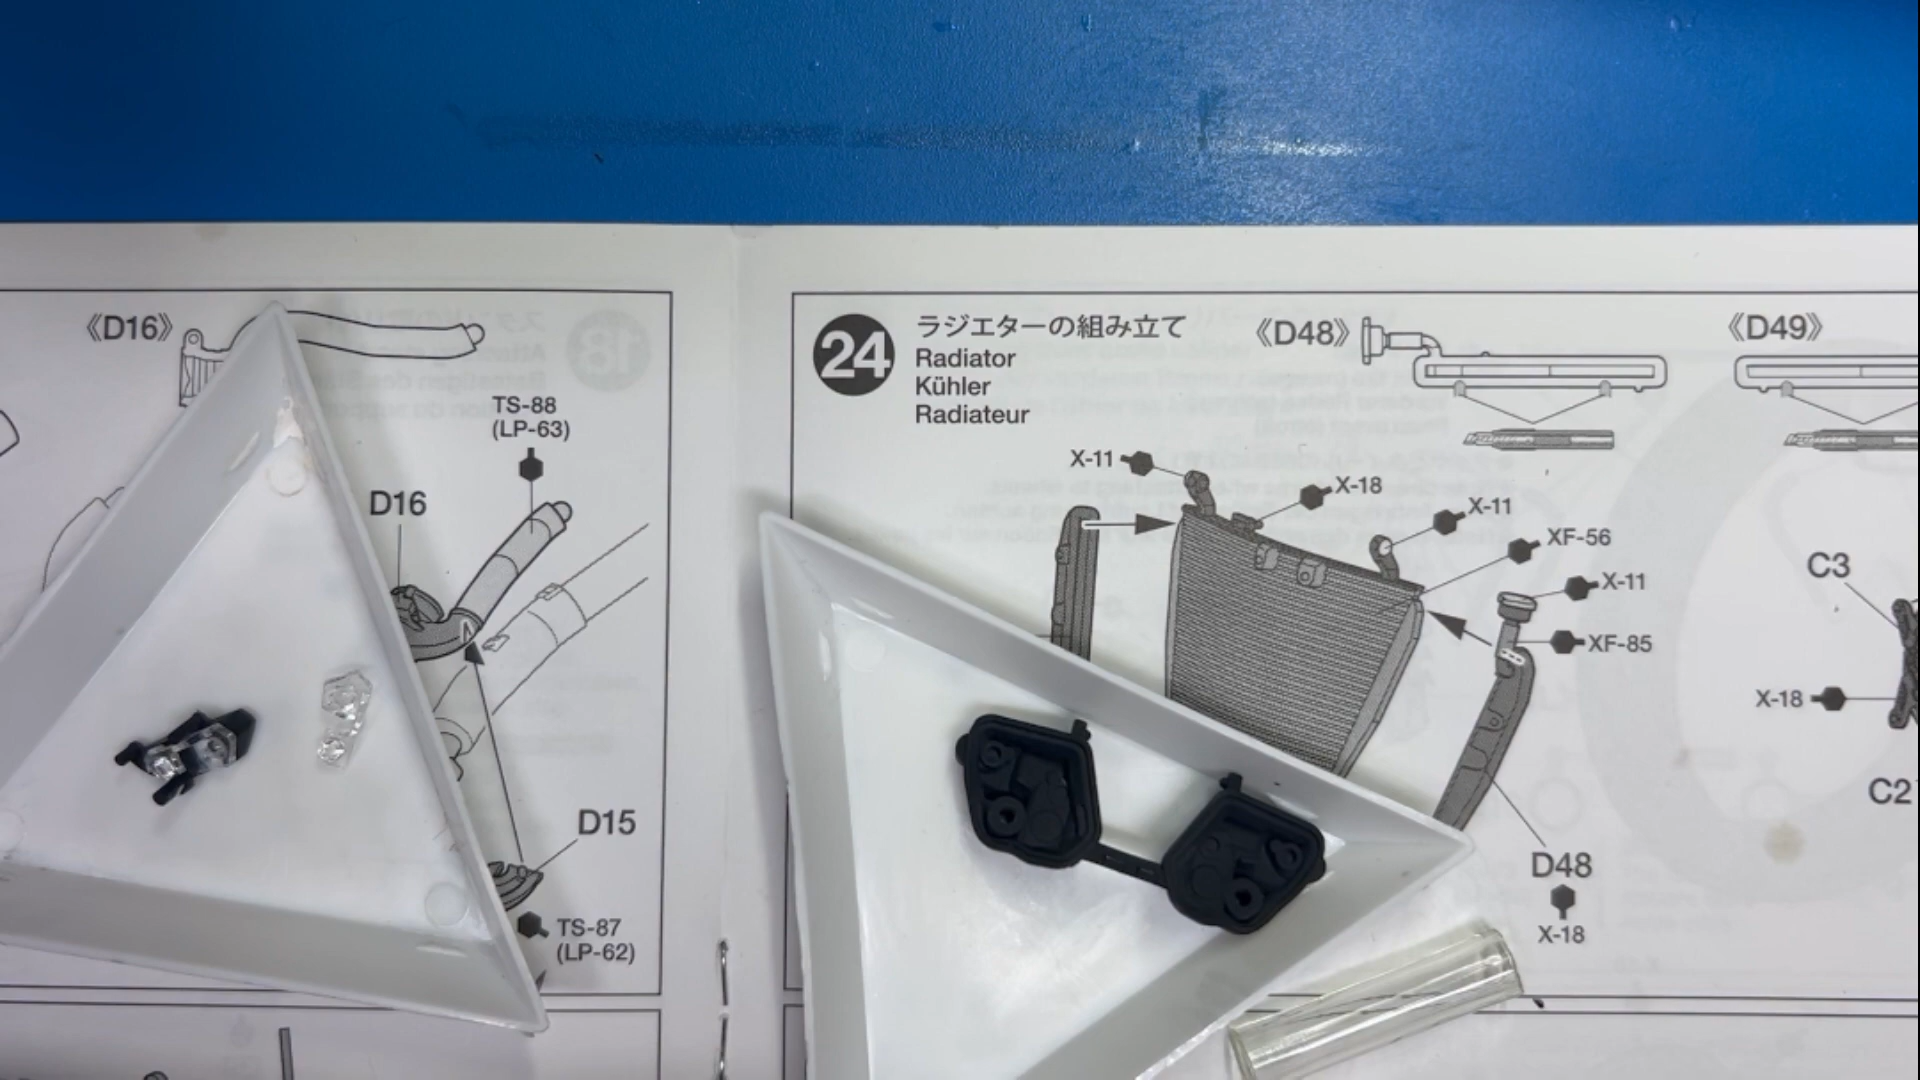 《D16》
TS-88
(LP-63)
D16
D15
TS-87
(LP-62)
24
ラジエターの組み立て
Radiator
Kühler
Radiateur
《D48》
《D49》
X-11
X-18
X-11
XF-56
X-11
XF-85
C3
X-18
C2
D48
X-18